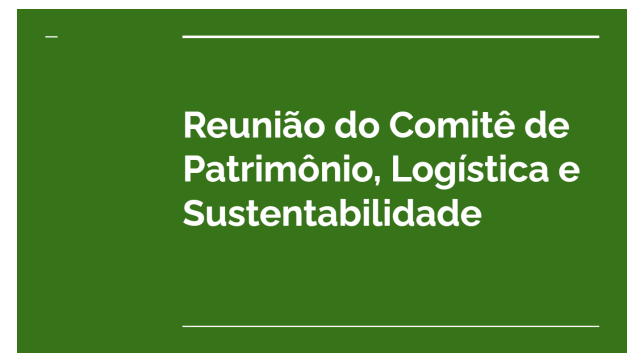 Reunião do Comitê de
Patrimônio, Logística e
Sustentabilidade